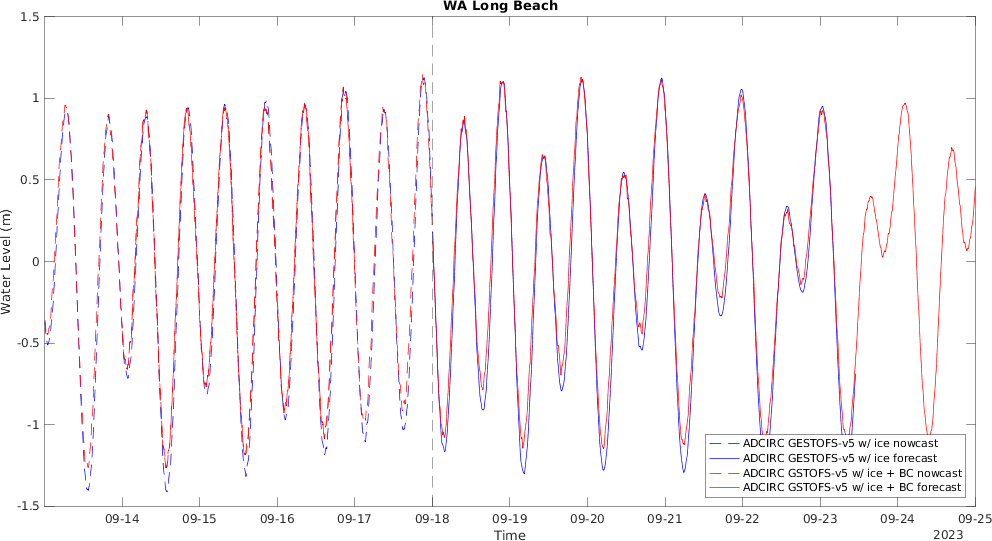 WA Long Beach
1.5
1
0.5
0
-0.5
-1
-1.5
Water Level (m)
09-14 09-15 09-16 09-17 09-18 09-19 09-20 09-21 09-22 09-23 09-24 09-25
Time
2023
ADCIRC GESTOFS-v5 w/ ice nowcast
ADCIRC GESTOFS-v5 w/ ice forecast
ADCIRC GSTOFS-v5 w/ ice + BC nowcast
ADCIRC GSTOFS-v5 w/ ice + BC forecast